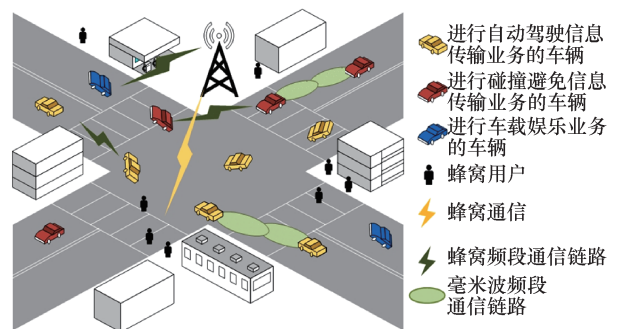 进行自动驾驶信息
传输业务的车辆
进行碰撞避免信息
传输业务的车辆
进行车载娱乐业务
的车辆
蜂窝用户
蜂窝通信
蜂窝频段通信链路
毫米波频段
通信链路